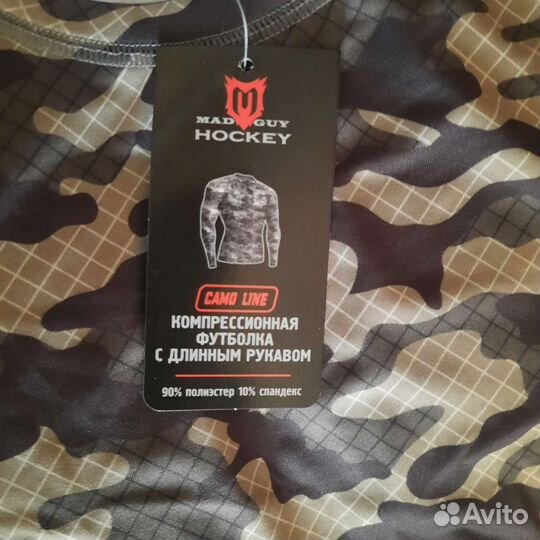 MAD GUY
HOCKEY
CAMO LINE
КОМПРЕССИОННАЯ
ФУТБОЛКА
С ДЛИННЫМ РУКАВОМ
90% полиэстер 10% спандекс
Avito